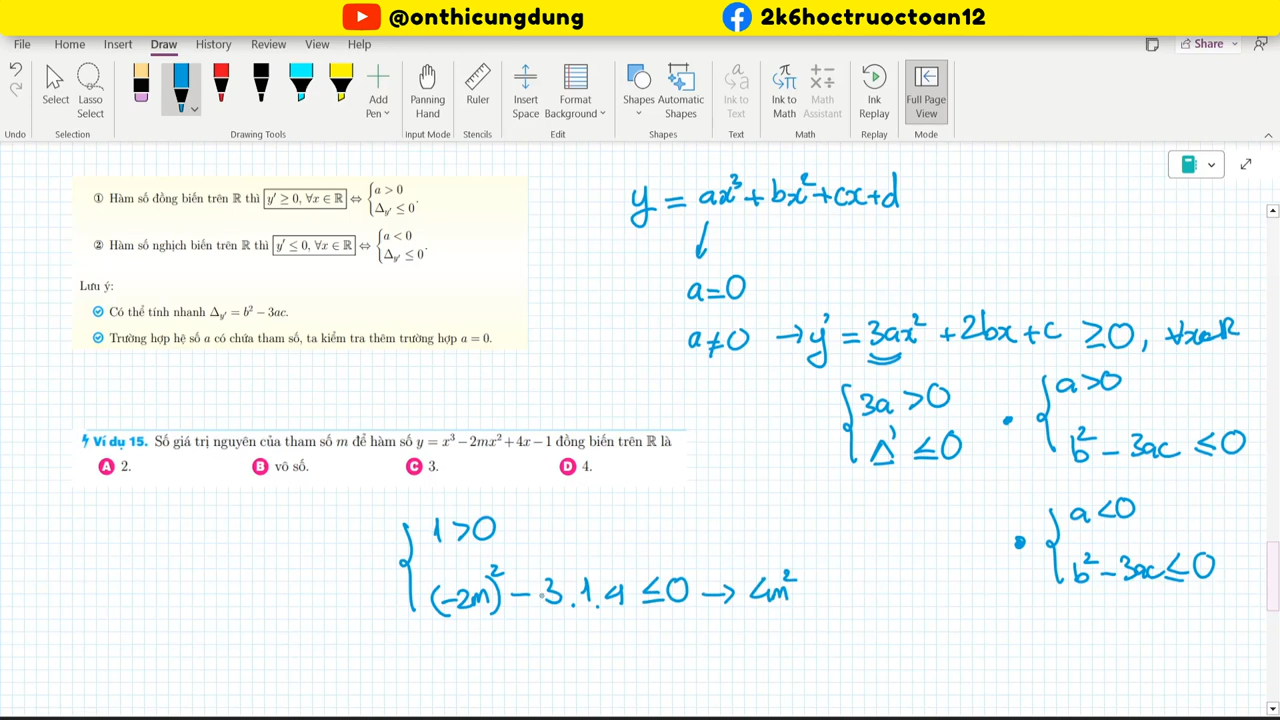 @onthicungdung 2k6hoctructoan12
File Home Insert Draw History Review View Help Share
Select Lasso Select Add Pen Panning Hand Ruler Insert Space Format Background Shapes Automatic Shapes Ink to Text Ink to Math Math Assistant Ink Replay Full Page View
Undo Selection Drawing Tools Input Mode Stencils Edit Shapes Text Math Replay Mode
① Hàm số đồng biến trên ℝ thì y′ ≥ 0, ∀x ∈ ℝ ⇔ { a > 0
Δy′ ≤ 0.
② Hàm số nghịch biến trên ℝ thì y′ ≤ 0, ∀x ∈ ℝ ⇔ { a < 0
Δy′ ≤ 0.
Lưu ý:
Có thể tính nhanh Δy′ = b² − 3ac.
Trường hợp hệ số a có chứa tham số, ta kiểm tra thêm trường hợp a = 0.
y = ax³ + bx² + cx + d
↓
a = 0
a ≠ 0 → y' = 3ax² + 2bx + c ≥ 0, ∀x∈ℝ
{ 3a > 0
Δ' ≤ 0
• { a > 0
b² − 3ac ≤ 0
• { a < 0
b² − 3ac ≤ 0
Ví dụ 15. Số giá trị nguyên của tham số m để hàm số y = x³ − 2mx² + 4x − 1 đồng biến trên ℝ là
A 2. B vô số. C 3. D 4.
{ 1 > 0
(−2m)² − 3.1.4 ≤ 0 → 4m²